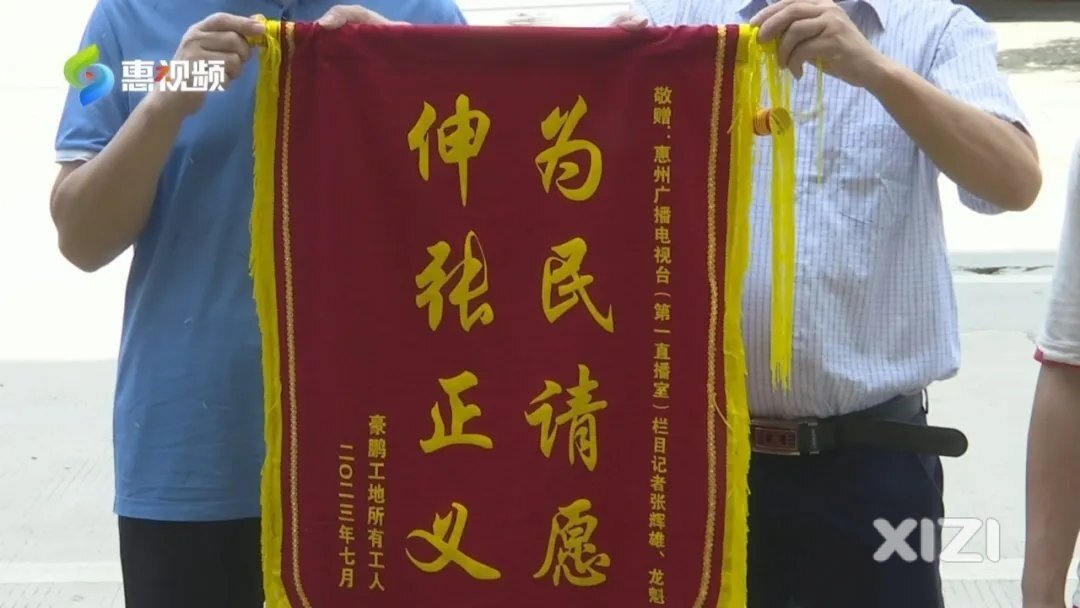 惠视频
敬赠：惠州广播电视台（第一直播室）栏目记者张辉雄、龙魁
为民请愿
伸张正义
豪鹏工地所有工人
二〇二三年七月
XIZI